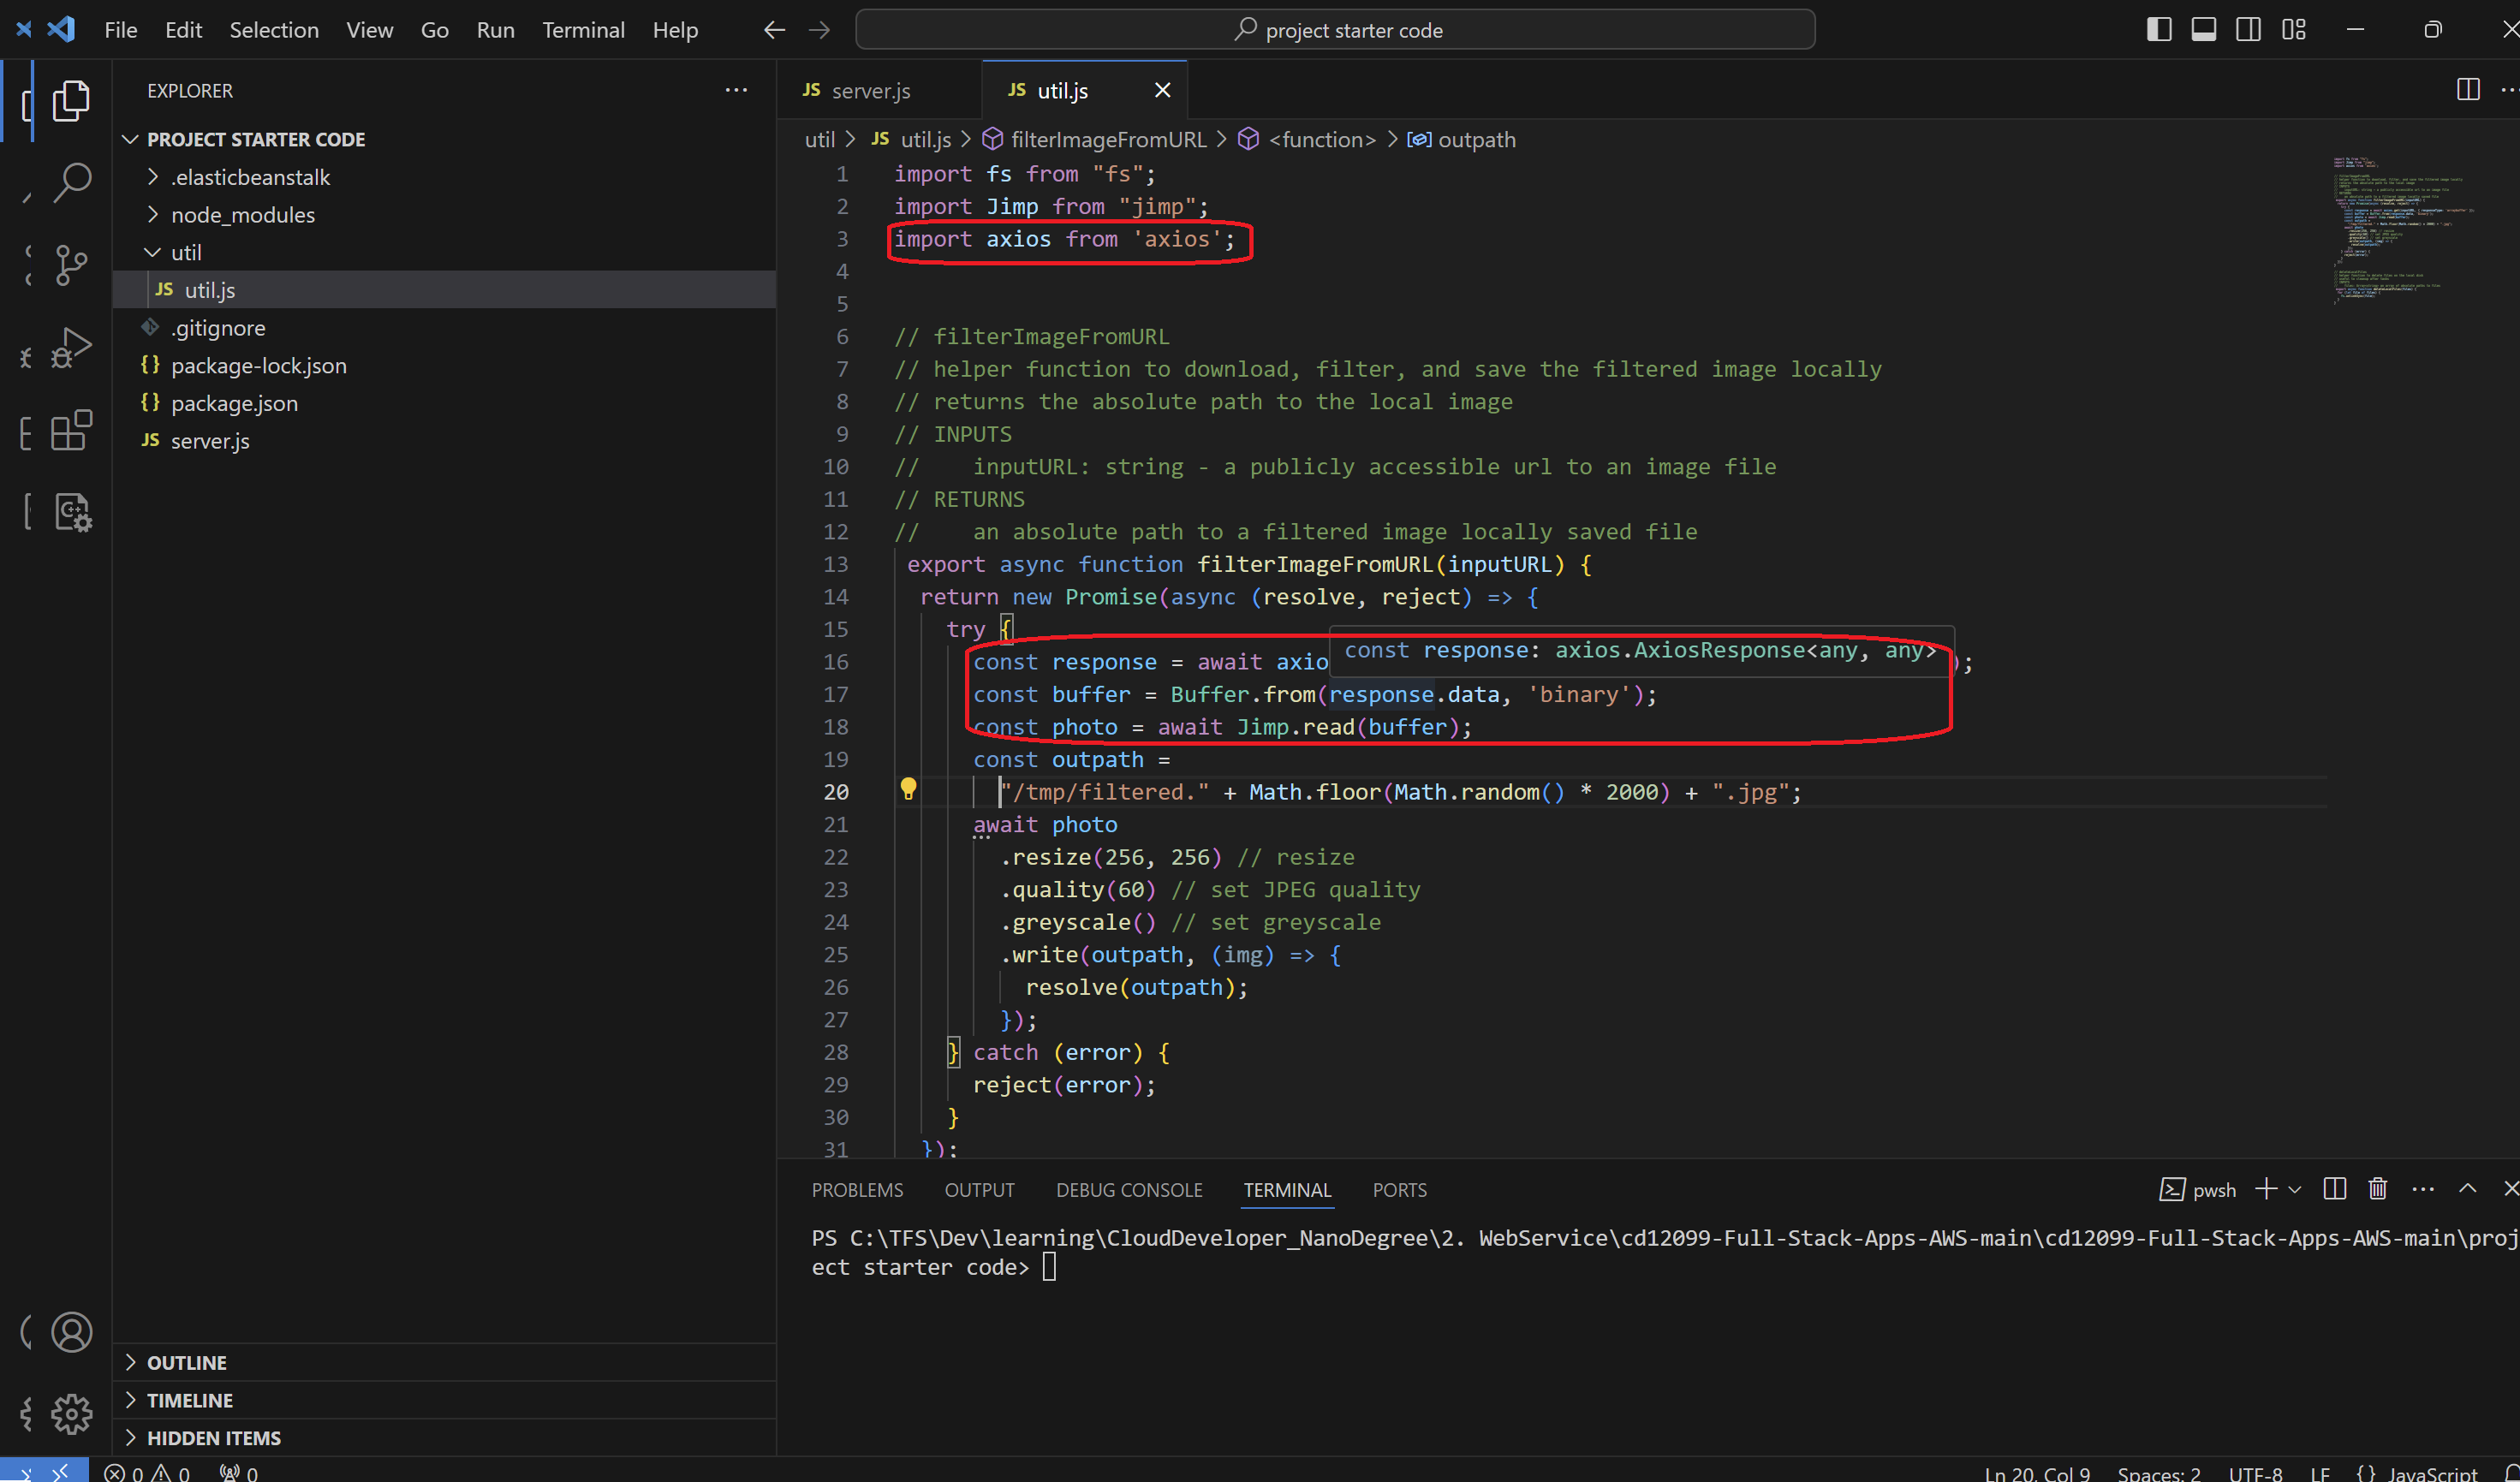 File Edit Selection View Go Run Terminal Help
project starter code
EXPLORER
PROJECT STARTER CODE
.elasticbeanstalk
node_modules
util
JS util.js
.gitignore
{} package-lock.json
{} package.json
JS server.js
OUTLINE
TIMELINE
HIDDEN ITEMS
JS server.js
JS util.js
util > JS util.js > filterImageFromURL > <function> > outpath
1 import fs from "fs";
2 import Jimp from "jimp";
3 import axios from 'axios';
4
5
6 // filterImageFromURL
7 // helper function to download, filter, and save the filtered image locally
8 // returns the absolute path to the local image
9 // INPUTS
10 //    inputURL: string - a publicly accessible url to an image file
11 // RETURNS
12 //    an absolute path to a filtered image locally saved file
13 export async function filterImageFromURL(inputURL) {
14 return new Promise(async (resolve, reject) => {
15 try {
16 const response = await axio );
const response: axios.AxiosResponse<any, any>
17 const buffer = Buffer.from(response.data, 'binary');
18 const photo = await Jimp.read(buffer);
19 const outpath =
20 "/tmp/filtered." + Math.floor(Math.random() * 2000) + ".jpg";
21 await photo
22 .resize(256, 256) // resize
23 .quality(60) // set JPEG quality
24 .greyscale() // set greyscale
25 .write(outpath, (img) => {
26 resolve(outpath);
27 });
28 } catch (error) {
29 reject(error);
30 }
31 });
PROBLEMS OUTPUT DEBUG CONSOLE TERMINAL PORTS
pwsh
PS C:\TFS\Dev\learning\CloudDeveloper_NanoDegree\2. WebService\cd12099-Full-Stack-Apps-AWS-main\cd12099-Full-Stack-Apps-AWS-main\proj
ect starter code>
0 0 0
Ln 20, Col 9 Spaces: 2 UTF-8 LF {} JavaScript